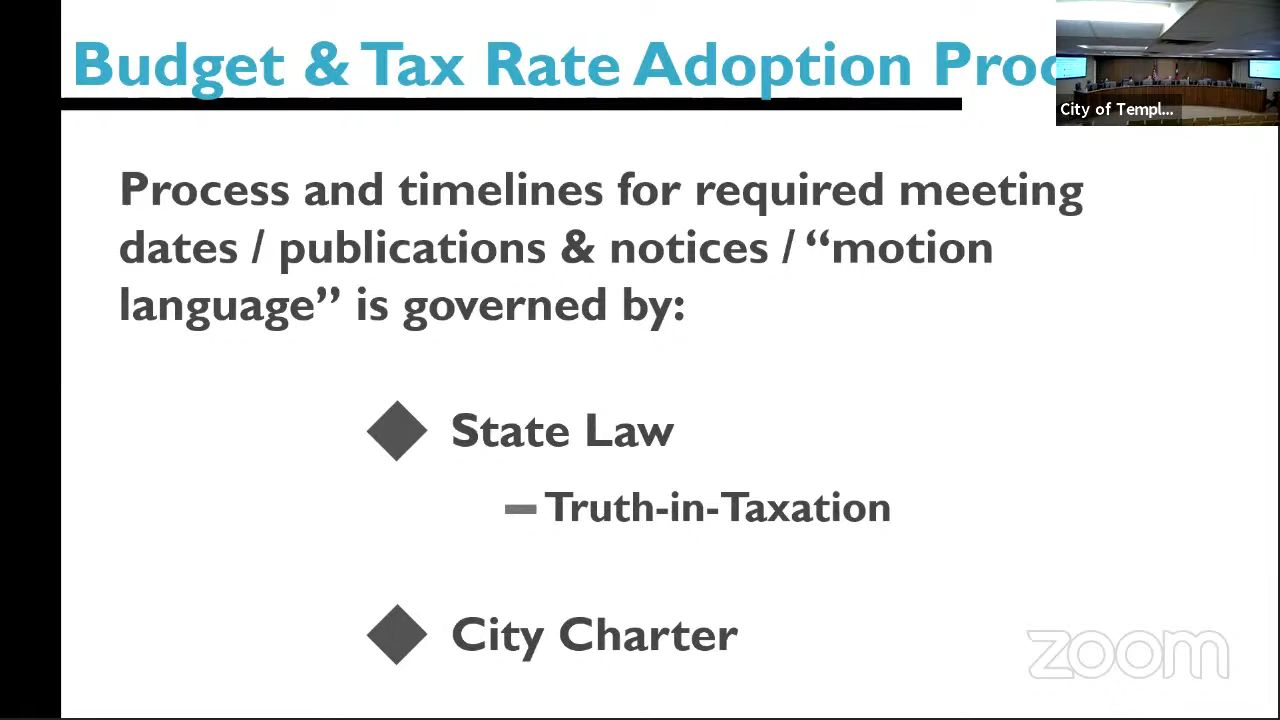 Budget & Tax Rate Adoption Proc
City of Templ...
Process and timelines for required meeting
dates / publications & notices / “motion
language” is governed by:
State Law
Truth-in-Taxation
City Charter
zoom